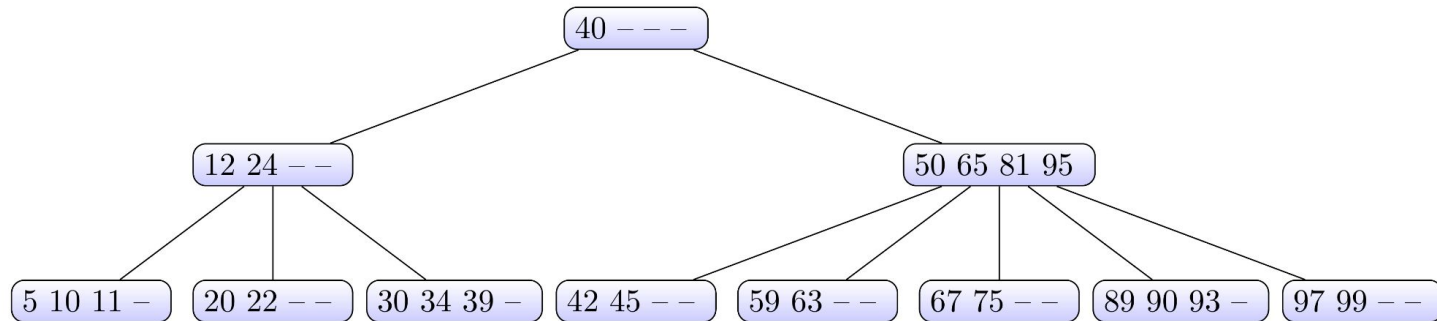 40 – – –
12 24 – –
50 65 81 95
5 10 11 –
20 22 – –
30 34 39 –
42 45 – –
59 63 – –
67 75 – –
89 90 93 –
97 99 – –